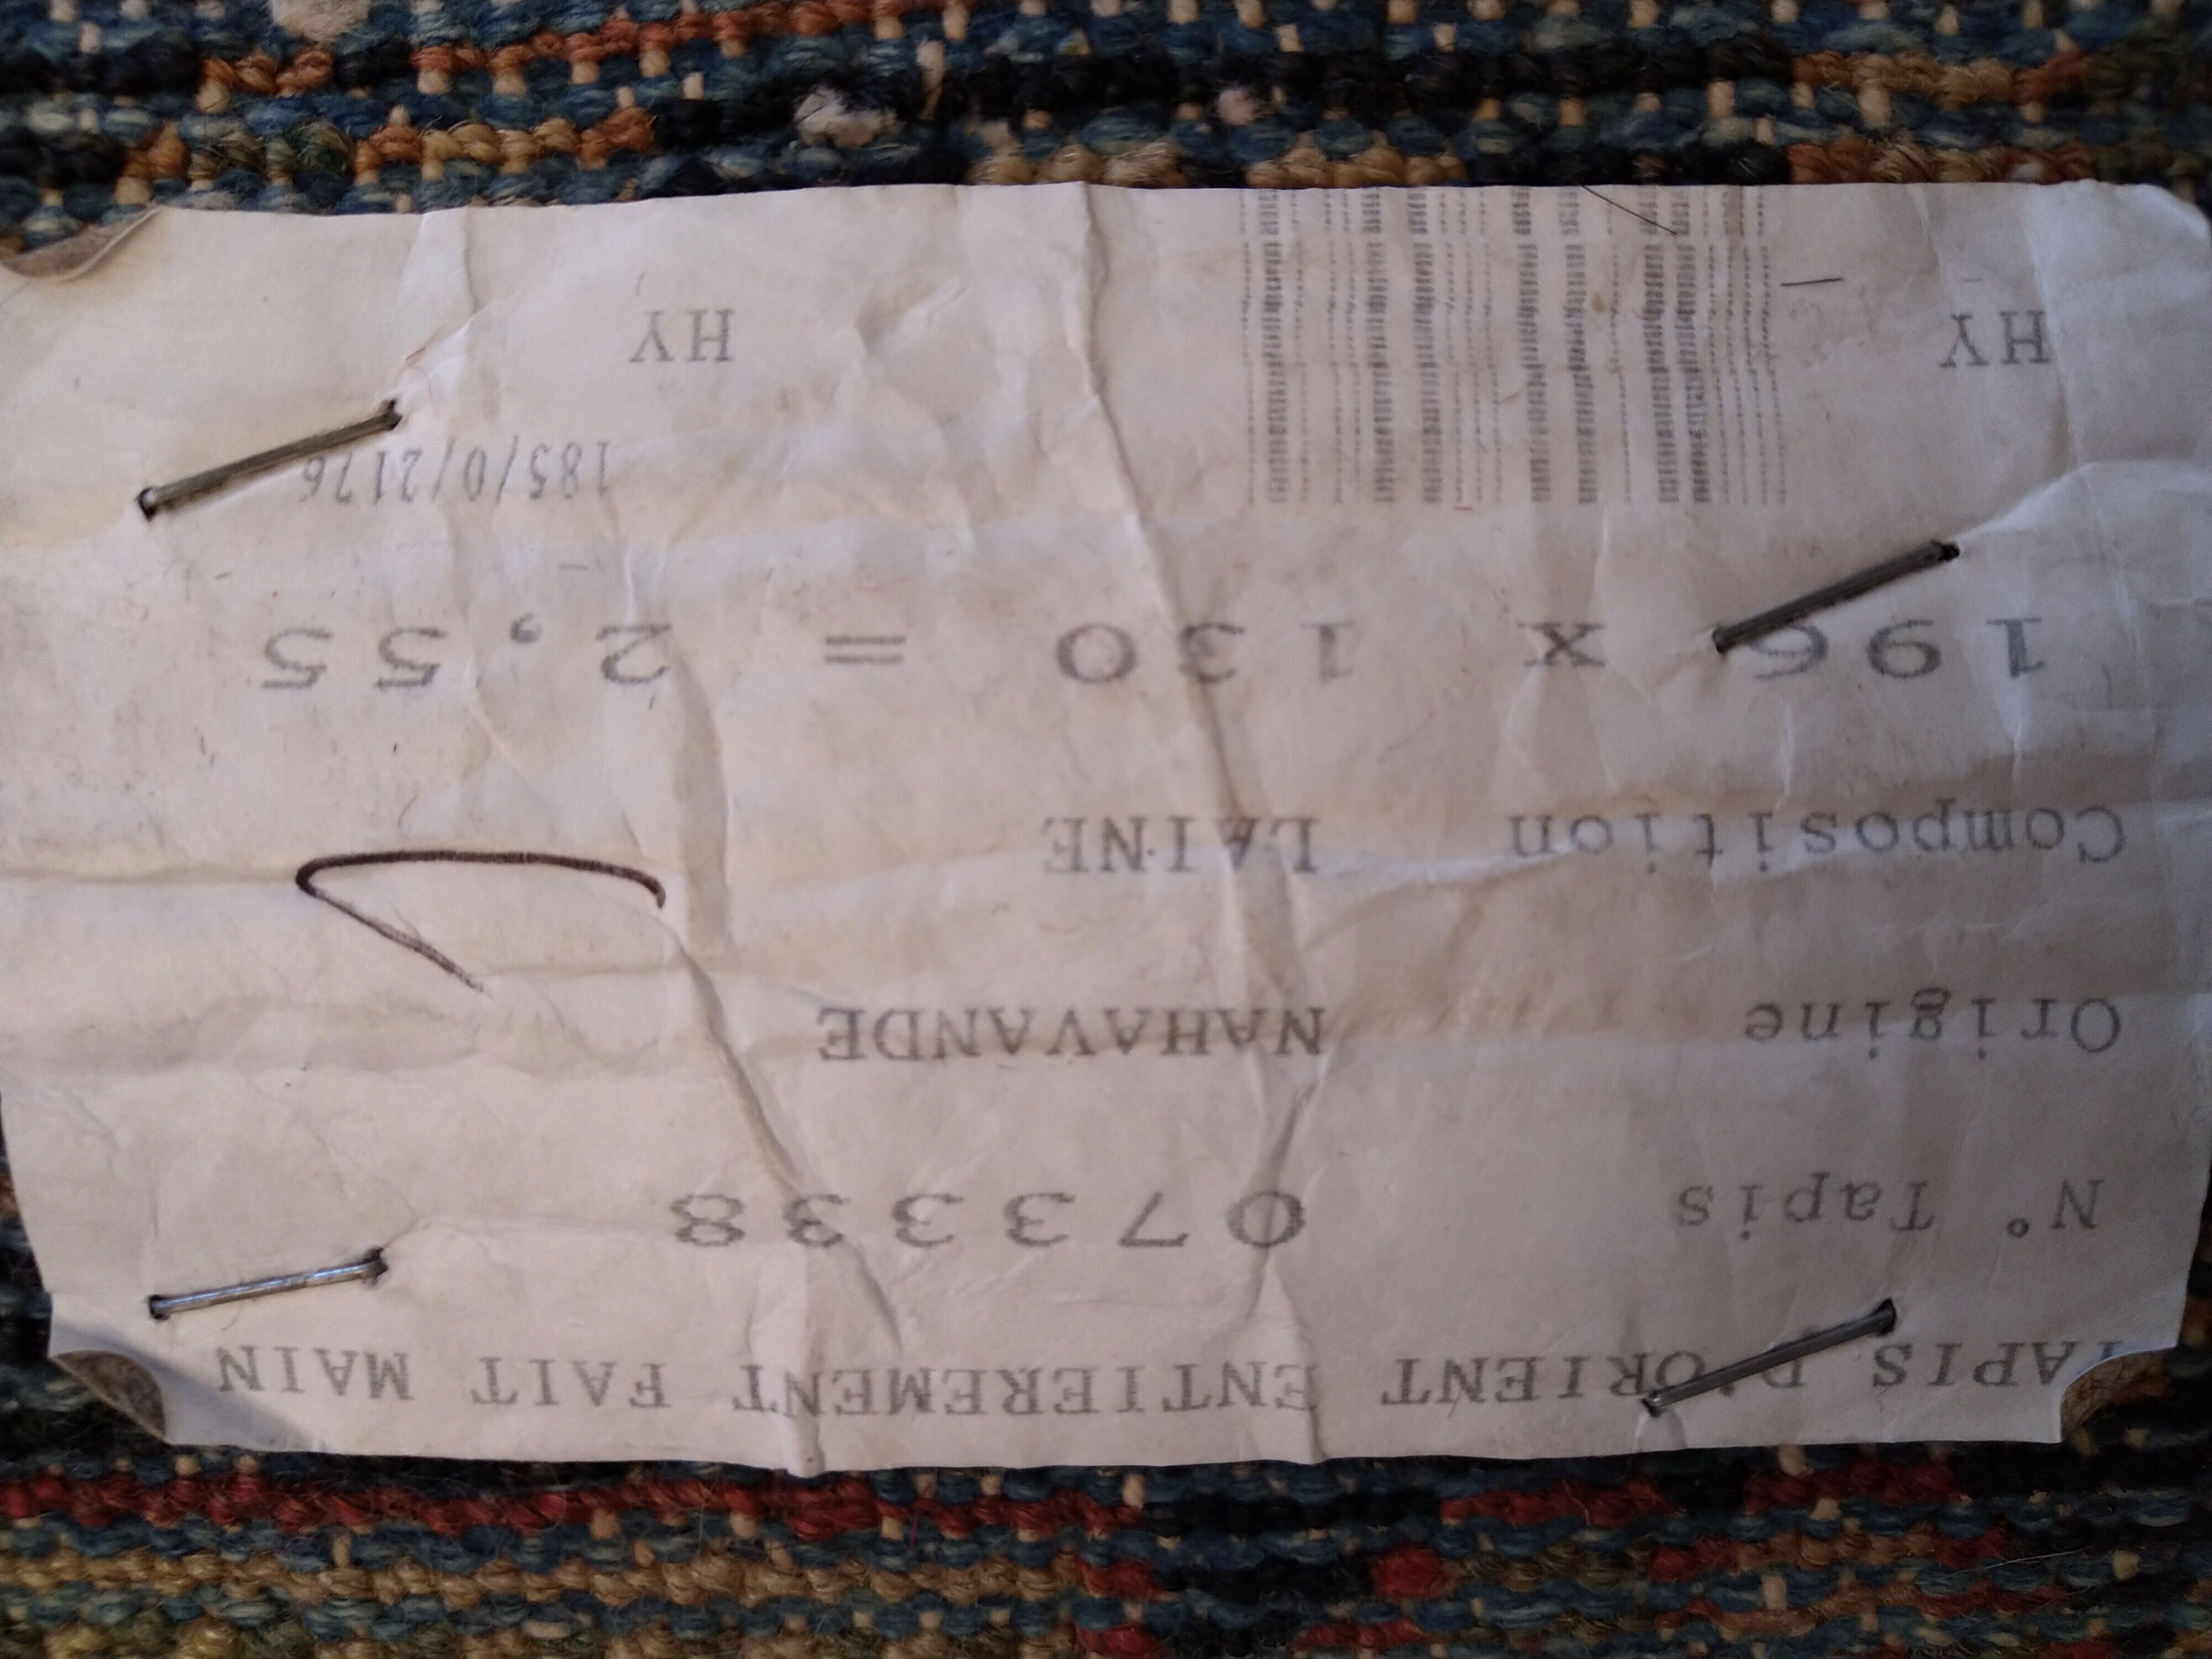 TAPIS D'ORIENT ENTIEREMENT FAIT MAIN
N° Tapis 073338
Origine NAHAVANDE
Composition LAINE
196 x 130 = 2,55
185/0/2176
HY HY